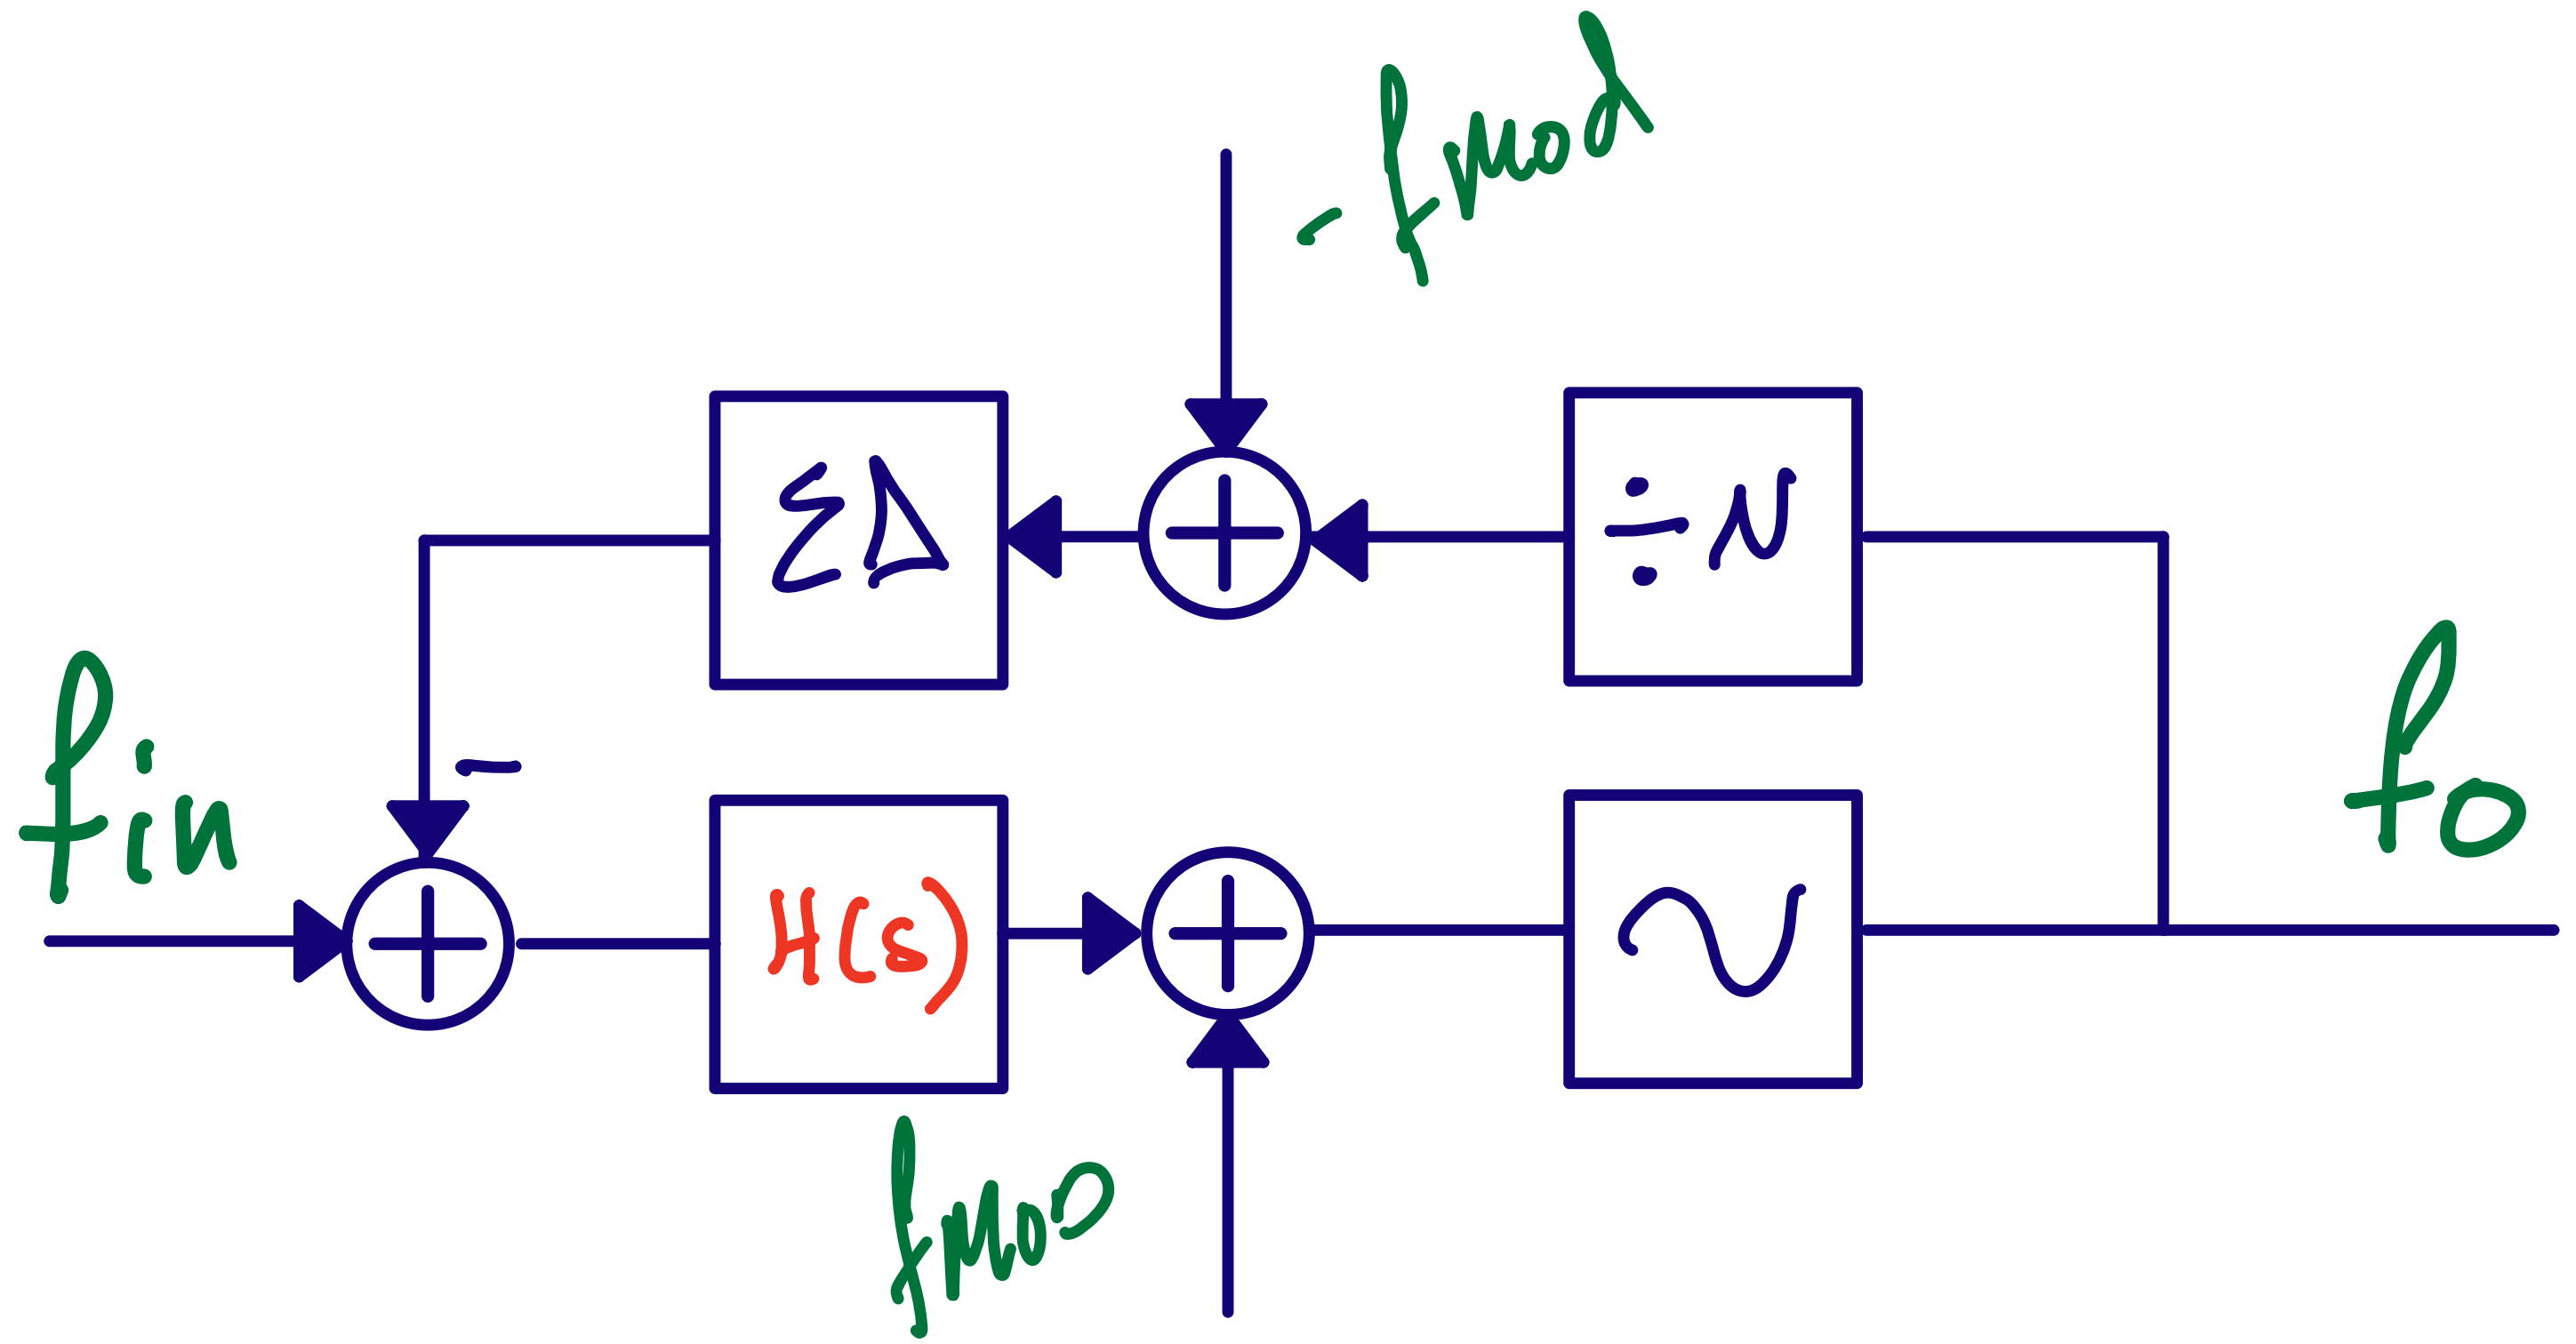 - fmod
ΣΔ
÷N
fin
-
fo
H(s)
fMOD